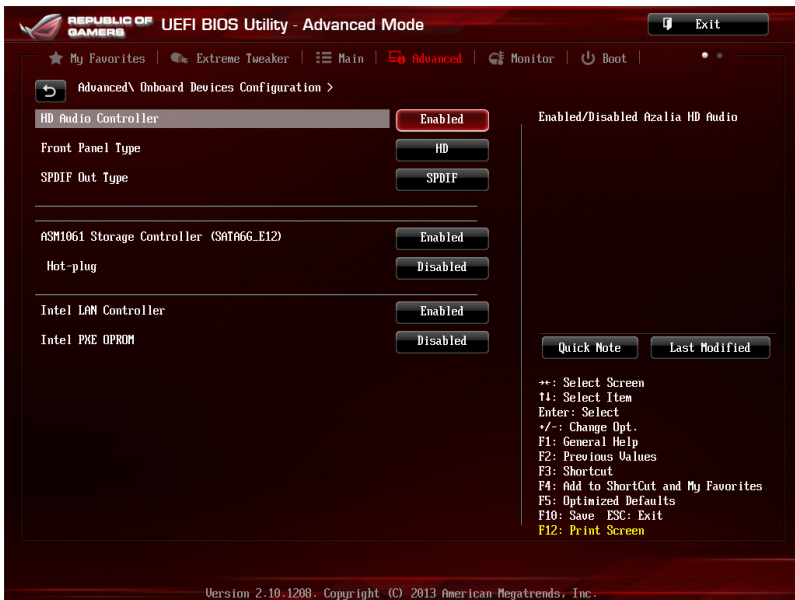 REPUBLIC OF GAMERS UEFI BIOS Utility - Advanced Mode
Exit
My Favorites
Extreme Tweaker
Main
Advanced
Monitor
Boot
Advanced\ Onboard Devices Configuration >
HD Audio Controller Enabled
Front Panel Type HD
SPDIF Out Type SPDIF
ASM1061 Storage Controller (SATA6G_E12) Enabled
Hot-plug Disabled
Intel LAN Controller Enabled
Intel PXE OPROM Disabled
Enabled/Disabled Azalia HD Audio
Quick Note
Last Modified
→←: Select Screen
↑↓: Select Item
Enter: Select
+/-: Change Opt.
F1: General Help
F2: Previous Values
F3: Shortcut
F4: Add to ShortCut and My Favorites
F5: Optimized Defaults
F10: Save ESC: Exit
F12: Print Screen
Version 2.10.1208. Copyright (C) 2013 American Megatrends, Inc.